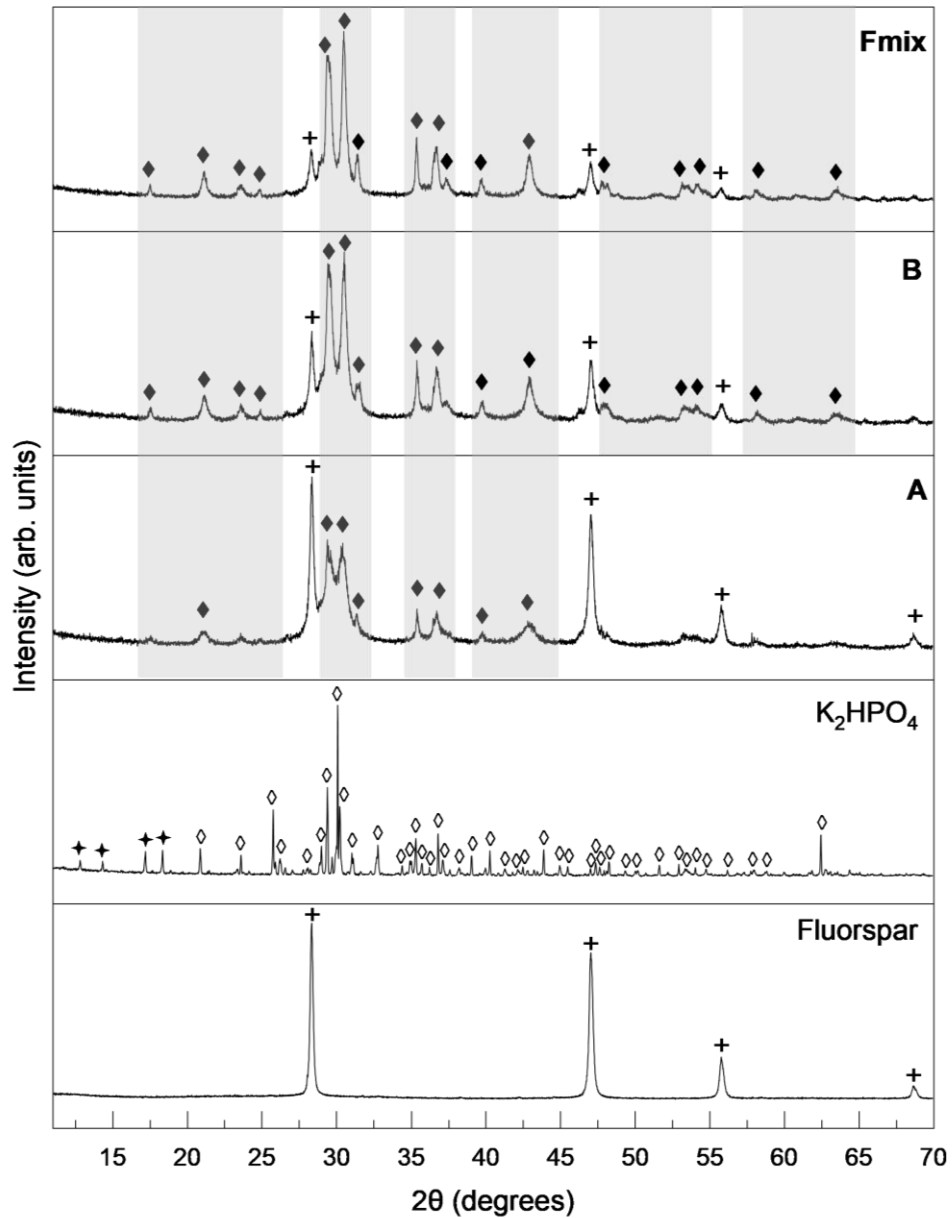 Fmix
B
A
K₂HPO₄
Fluorspar
Intensity (arb. units)
15 20 25 30 35 40 45 50 55 60 65 70
2θ (degrees)